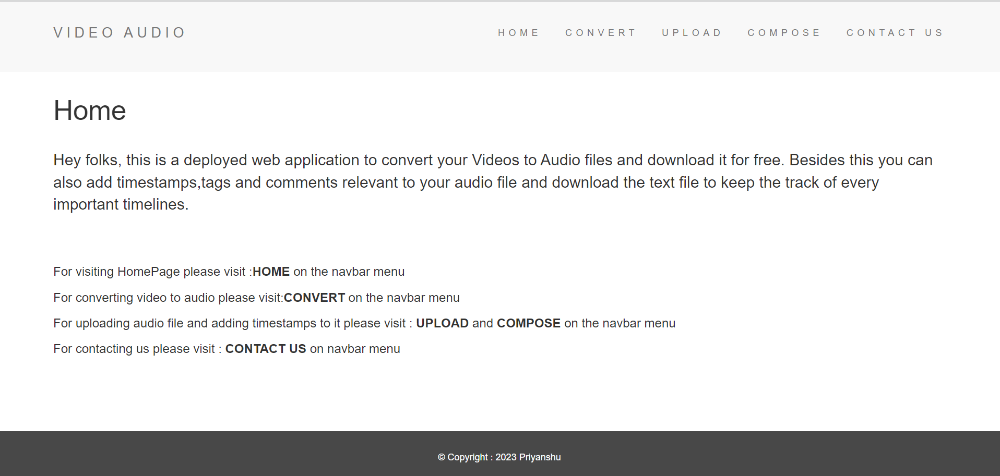 VIDEO AUDIO
HOME CONVERT UPLOAD COMPOSE CONTACT US
Home
Hey folks, this is a deployed web application to convert your Videos to Audio files and download it for free. Besides this you can
also add timestamps,tags and comments relevant to your audio file and download the text file to keep the track of every
important timelines.
For visiting HomePage please visit :HOME on the navbar menu
For converting video to audio please visit:CONVERT on the navbar menu
For uploading audio file and adding timestamps to it please visit : UPLOAD and COMPOSE on the navbar menu
For contacting us please visit : CONTACT US on navbar menu
© Copyright : 2023 Priyanshu